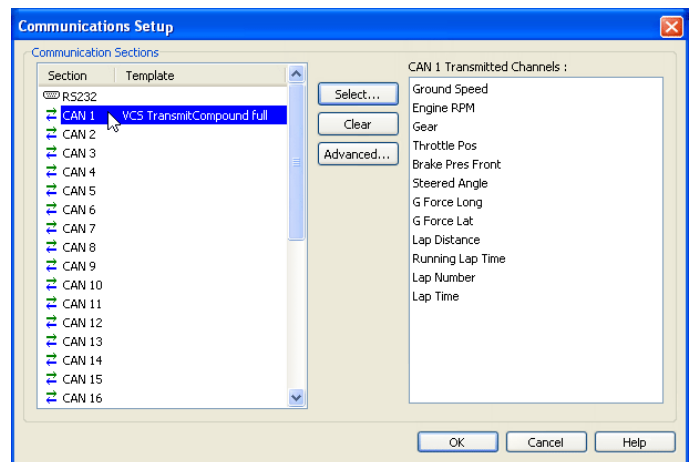 Communications Setup
Communication Sections
Section Template
RS232
CAN 1 VCS TransmitCompound full
CAN 2
CAN 3
CAN 4
CAN 5
CAN 6
CAN 7
CAN 8
CAN 9
CAN 10
CAN 11
CAN 12
CAN 13
CAN 14
CAN 15
CAN 16
Select...
Clear
Advanced...
CAN 1 Transmitted Channels :
Ground Speed
Engine RPM
Gear
Throttle Pos
Brake Pres Front
Steered Angle
G Force Long
G Force Lat
Lap Distance
Running Lap Time
Lap Number
Lap Time
OK Cancel Help